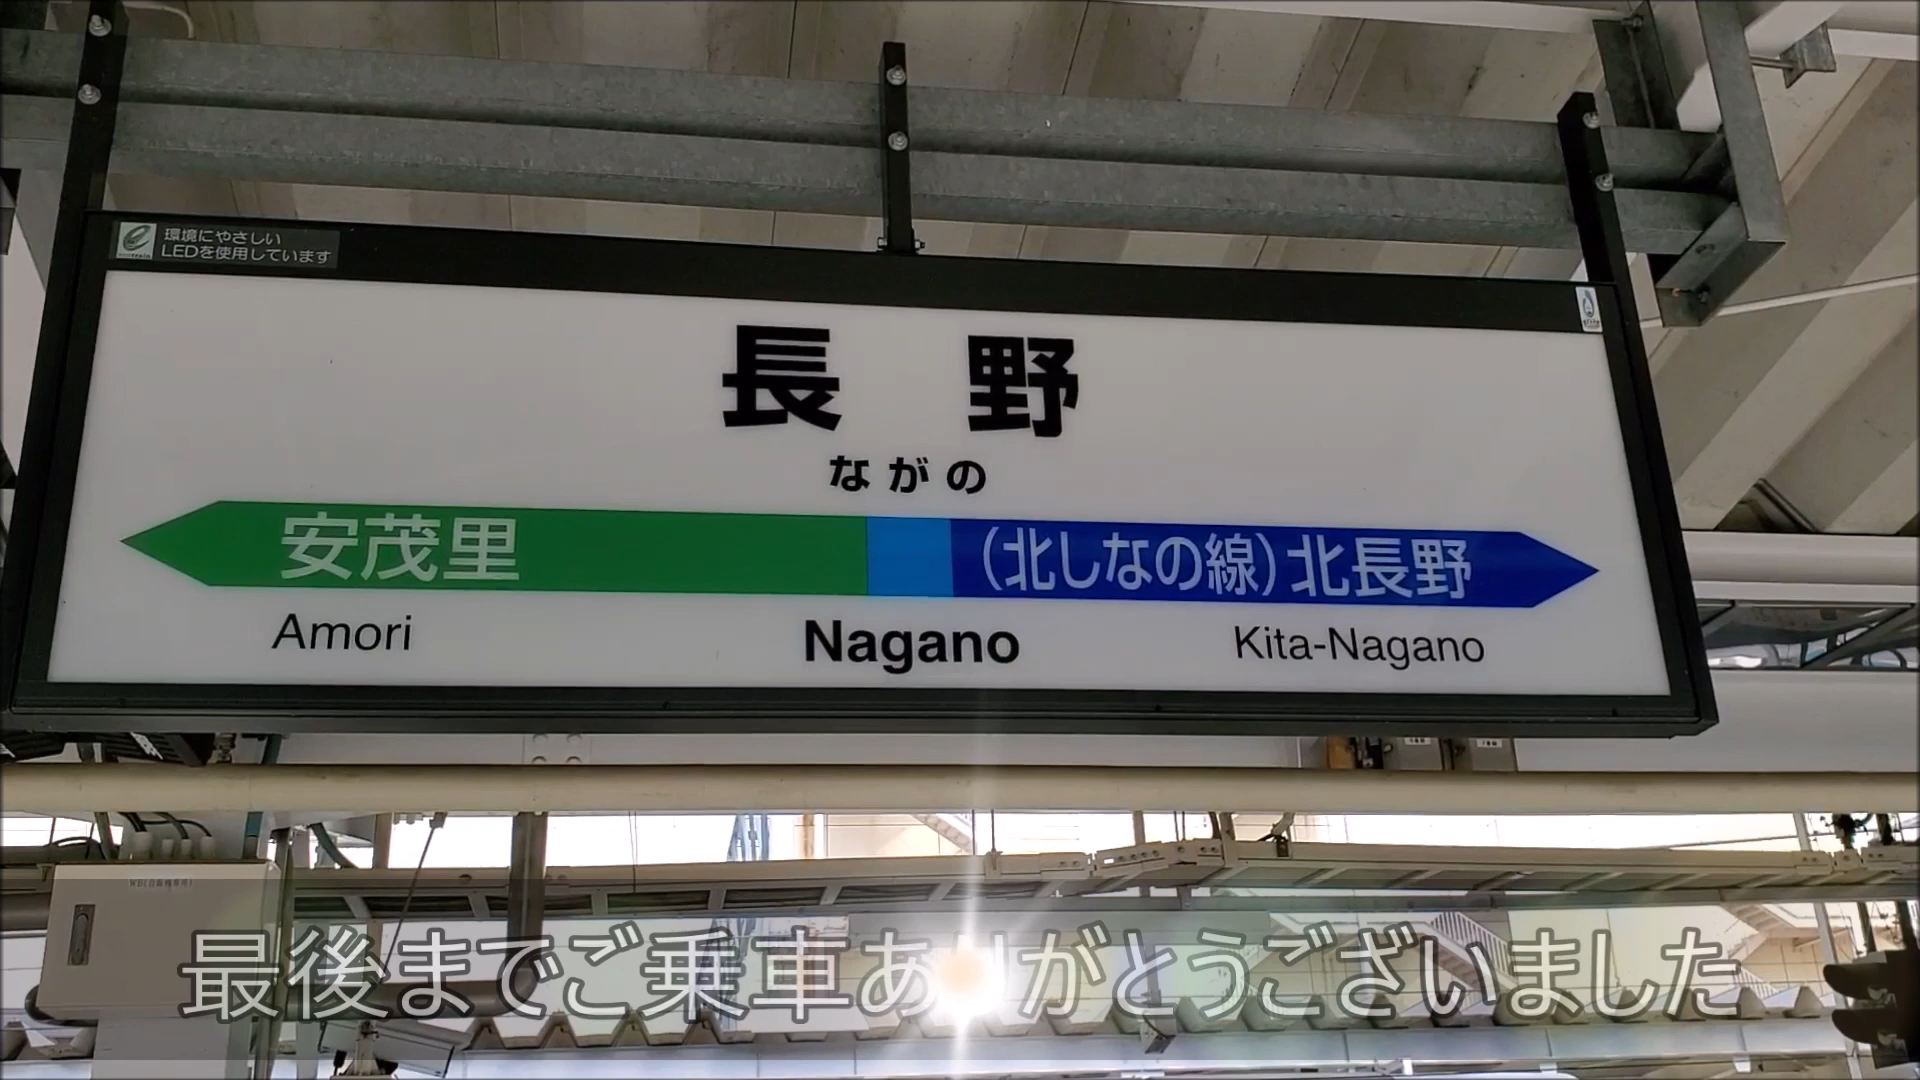 環境にやさしい
LEDを使用しています
長野
ながの
安茂里
(北しなの線)北長野
Amori
Nagano
Kita-Nagano
最後までご乗車ありがとうございました